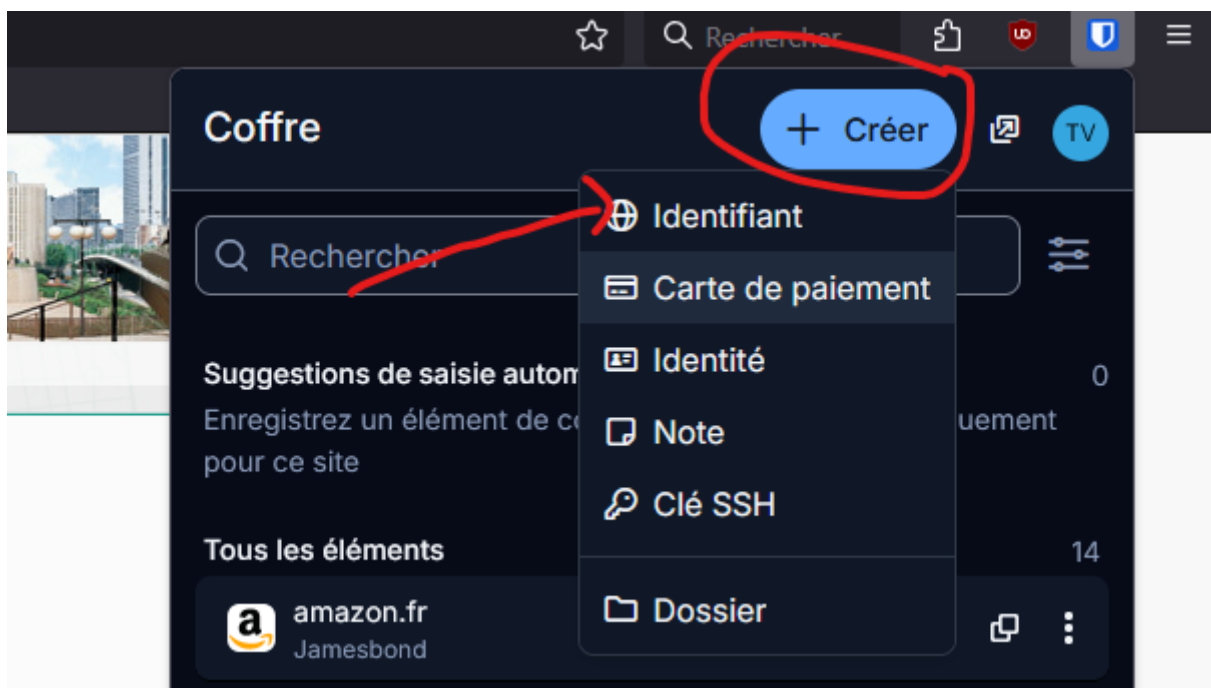 Rechercher
UD
Coffre
+ Créer
TV
Identifiant
Rechercher
Carte de paiement
Identité
Suggestions de saisie autom
0
Enregistrez un élément de co
uement
Note
pour ce site
Clé SSH
Tous les éléments
14
amazon.fr
Dossier
Jamesbond